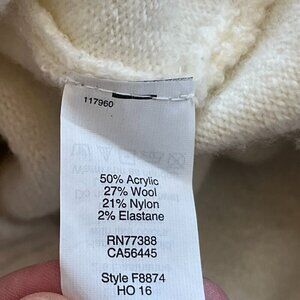 117960
50% Acrylic
27% Wool
21% Nylon
2% Elastane
RN77388
CA56445
Style F8874
HO 16